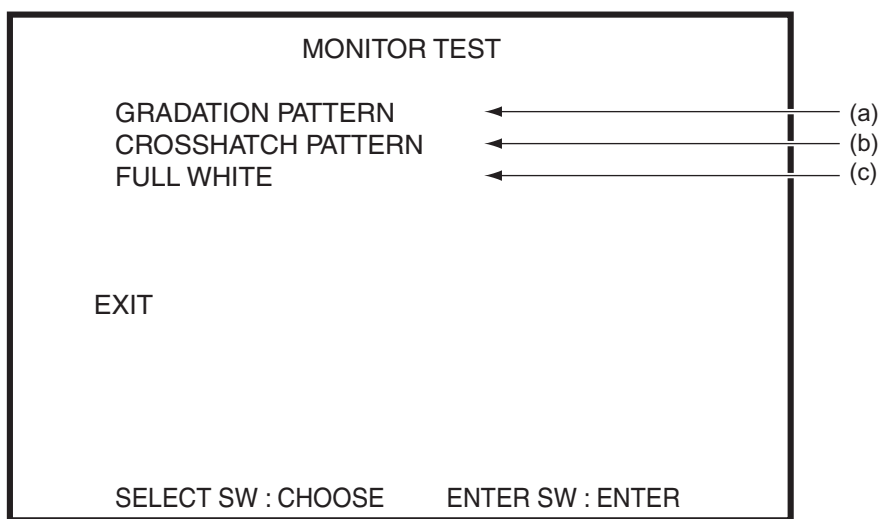 MONITOR TEST
GRADATION PATTERN (a)
CROSSHATCH PATTERN (b)
FULL WHITE (c)
EXIT
SELECT SW : CHOOSE ENTER SW : ENTER